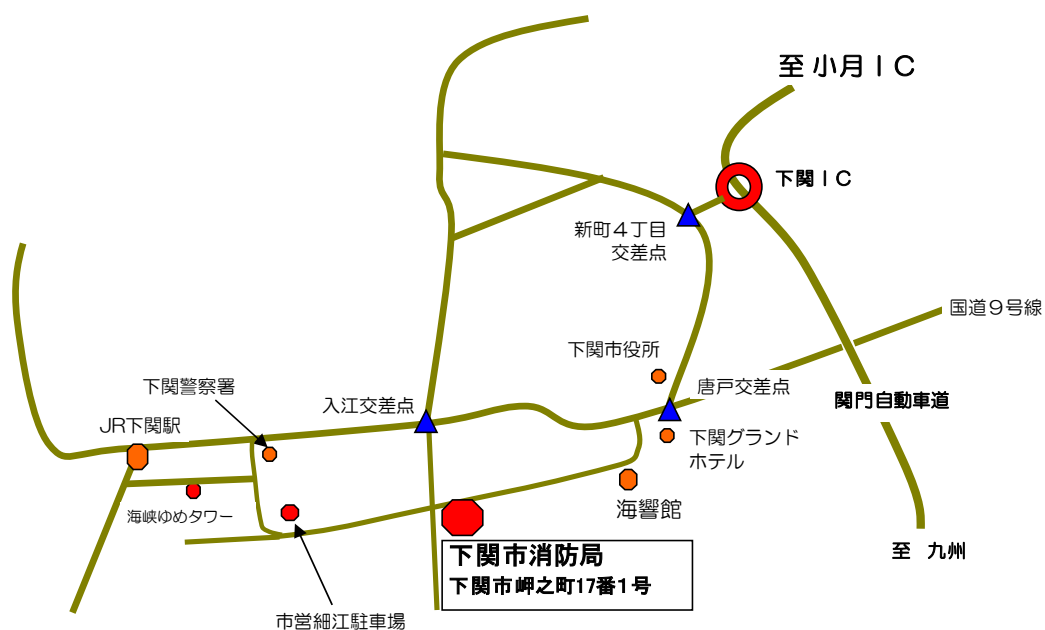 至 小月ＩＣ
下関ＩＣ
新町４丁目
交差点
国道９号線
下関市役所
下関警察署
入江交差点
唐戸交差点
関門自動車道
JR下関駅
下関グランド
ホテル
海響館
海峡ゆめタワー
下関市消防局
下関市岬之町17番1号
至 九州
市営細江駐車場